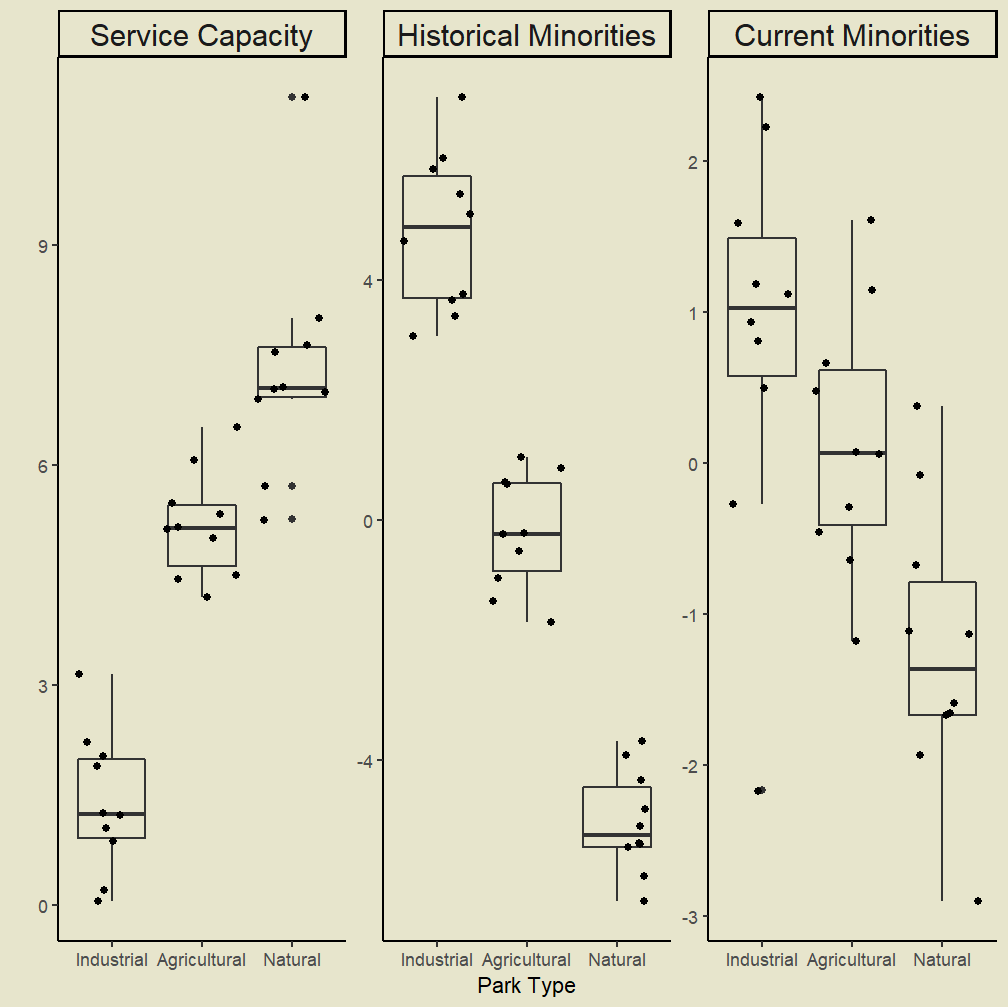 Service Capacity
Historical Minorities
Current Minorities
9
6
3
0
4
0
-4
2
1
0
-1
-2
-3
Industrial Agricultural Natural
Industrial Agricultural Natural
Industrial Agricultural Natural
Park Type